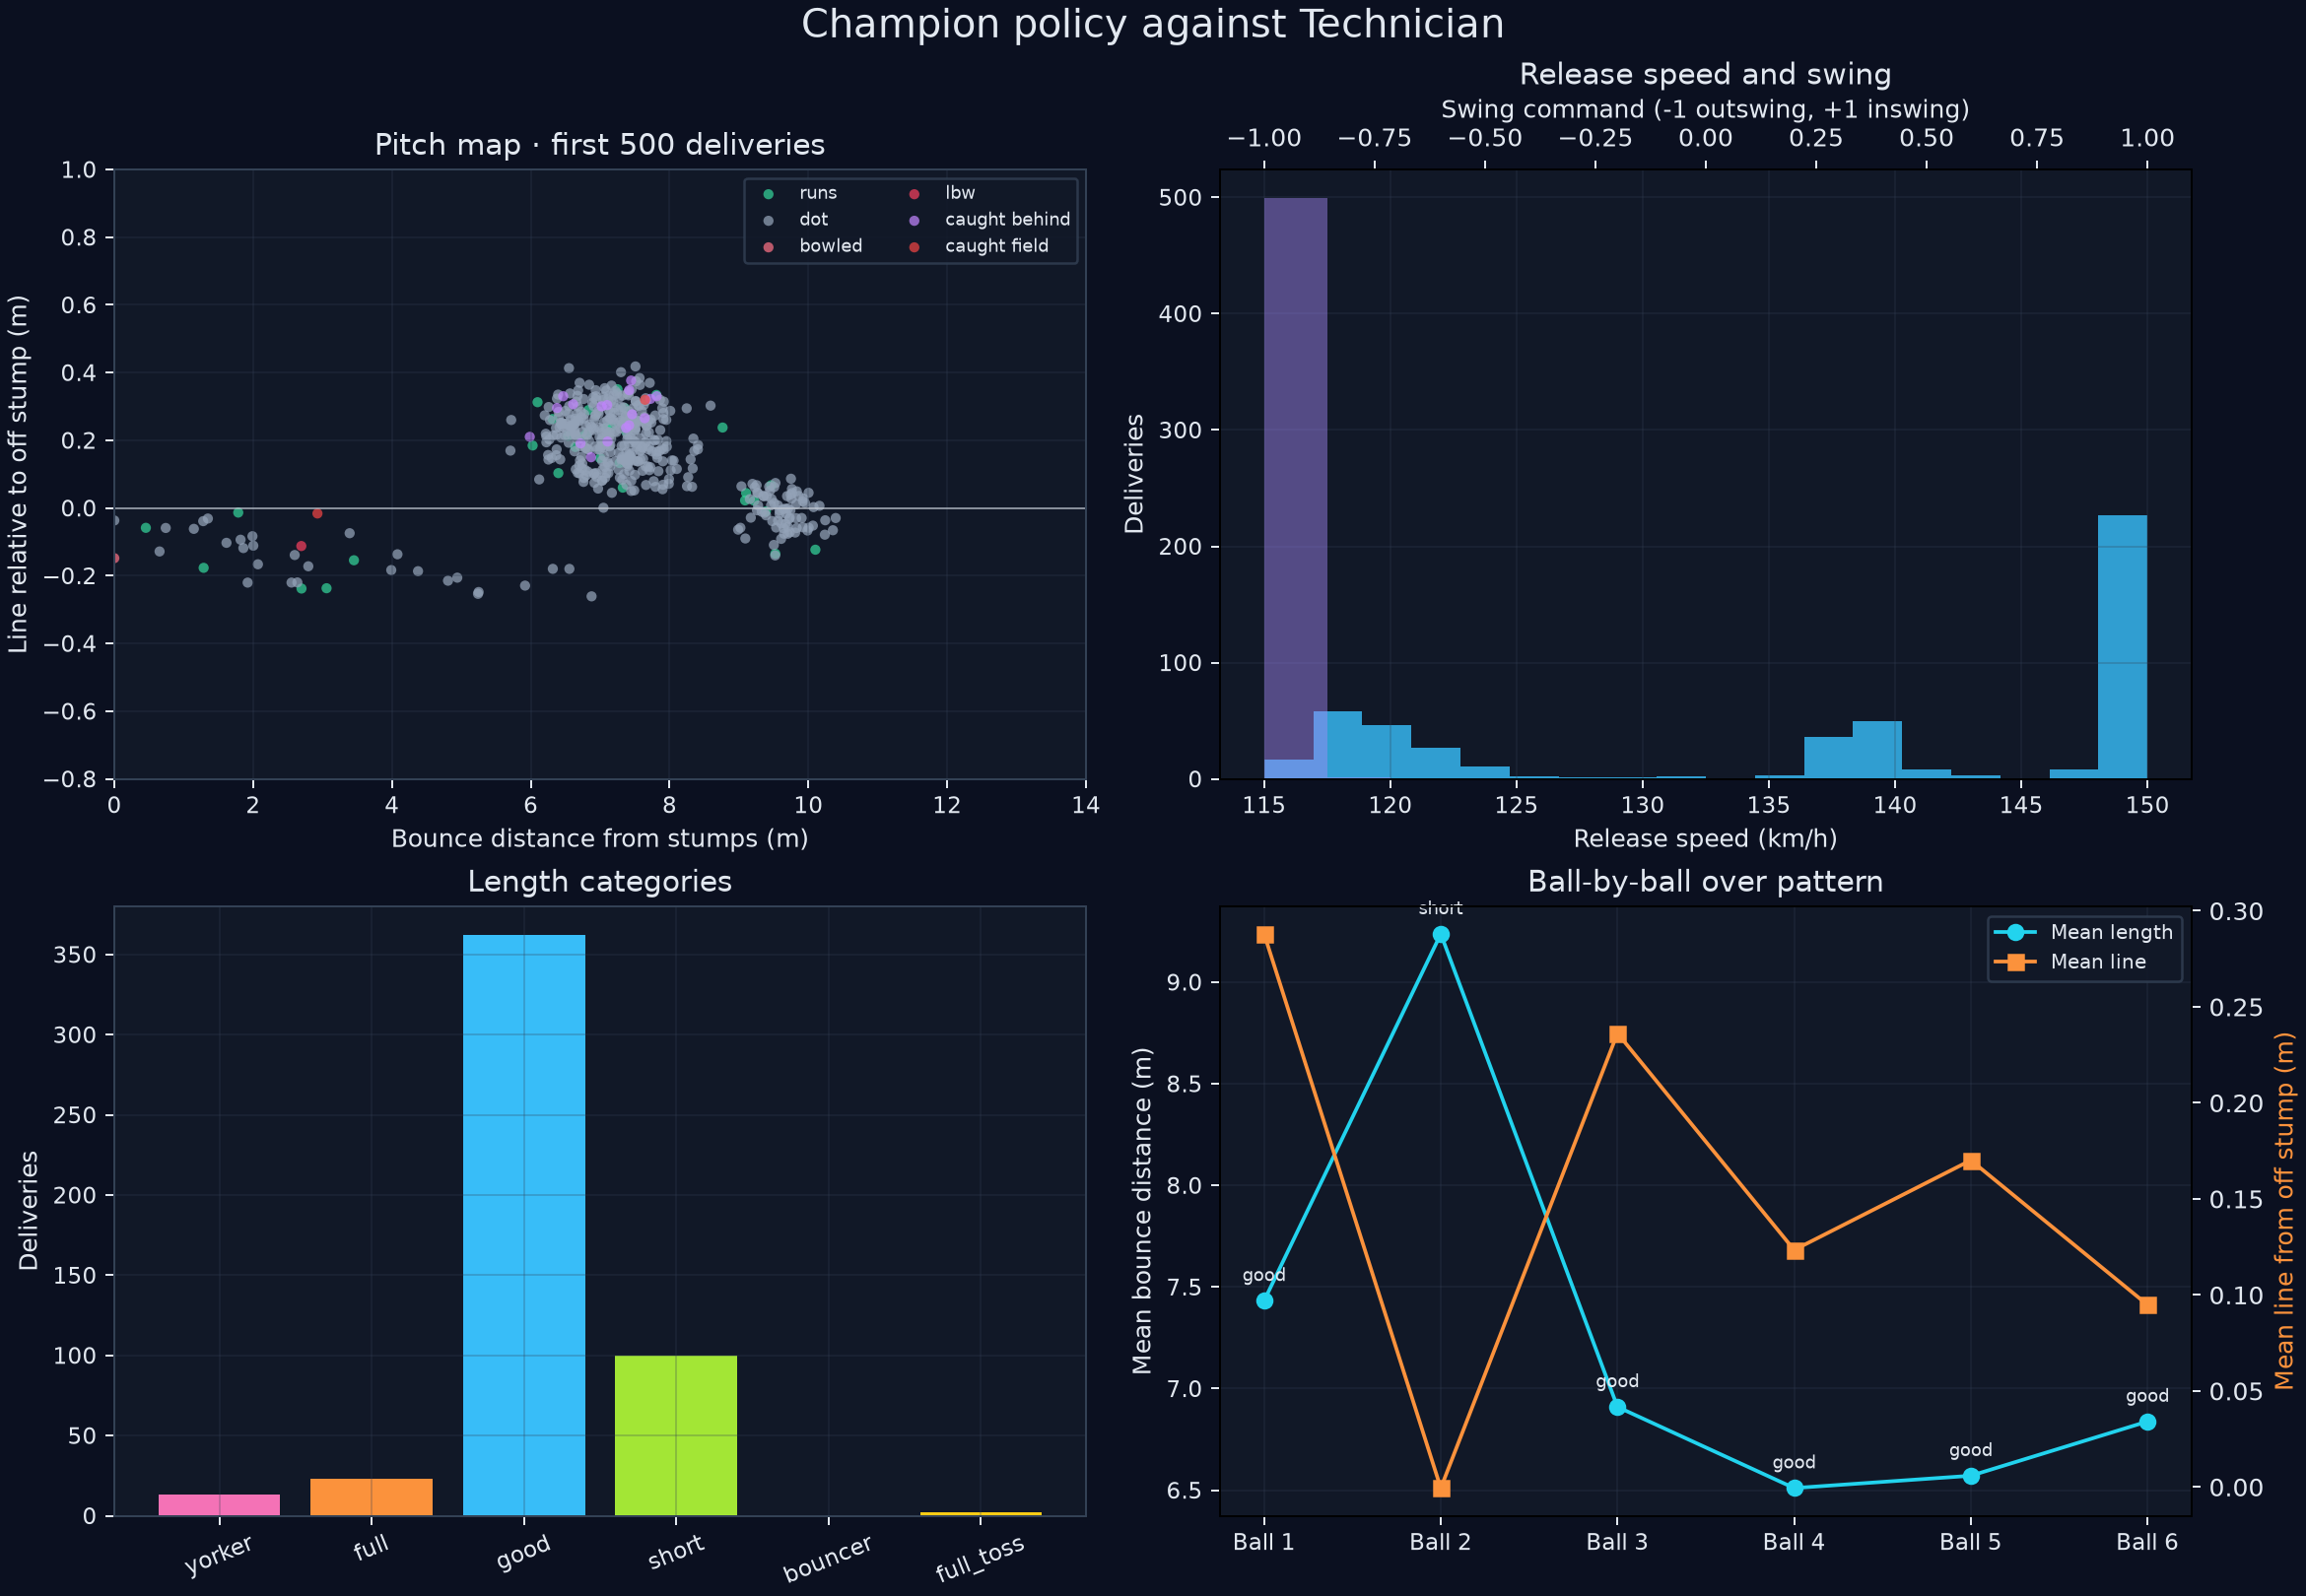 Champion policy against Technician
Pitch map · first 500 deliveries
1.0
0.8
0.6
0.4
0.2
0.0
−0.2
−0.4
−0.6
−0.8
Line relative to off stump (m)
runs
dot
bowled
lbw
caught behind
caught field
0 2 4 6 8 10 12 14
Bounce distance from stumps (m)
Release speed and swing
Swing command (-1 outswing, +1 inswing)
−1.00 −0.75 −0.50 −0.25 0.00 0.25 0.50 0.75 1.00
500
400
300
200
100
0
Deliveries
115 120 125 130 135 140 145 150
Release speed (km/h)
Length categories
350
300
250
200
150
100
50
0
Deliveries
yorker full good short bouncer full_toss
Ball-by-ball over pattern
9.0
8.5
8.0
7.5
7.0
6.5
Mean bounce distance (m)
good
short
good
good
good
good
Mean length
Mean line
0.30
0.25
0.20
0.15
0.10
0.05
0.00
Mean line from off stump (m)
Ball 1 Ball 2 Ball 3 Ball 4 Ball 5 Ball 6